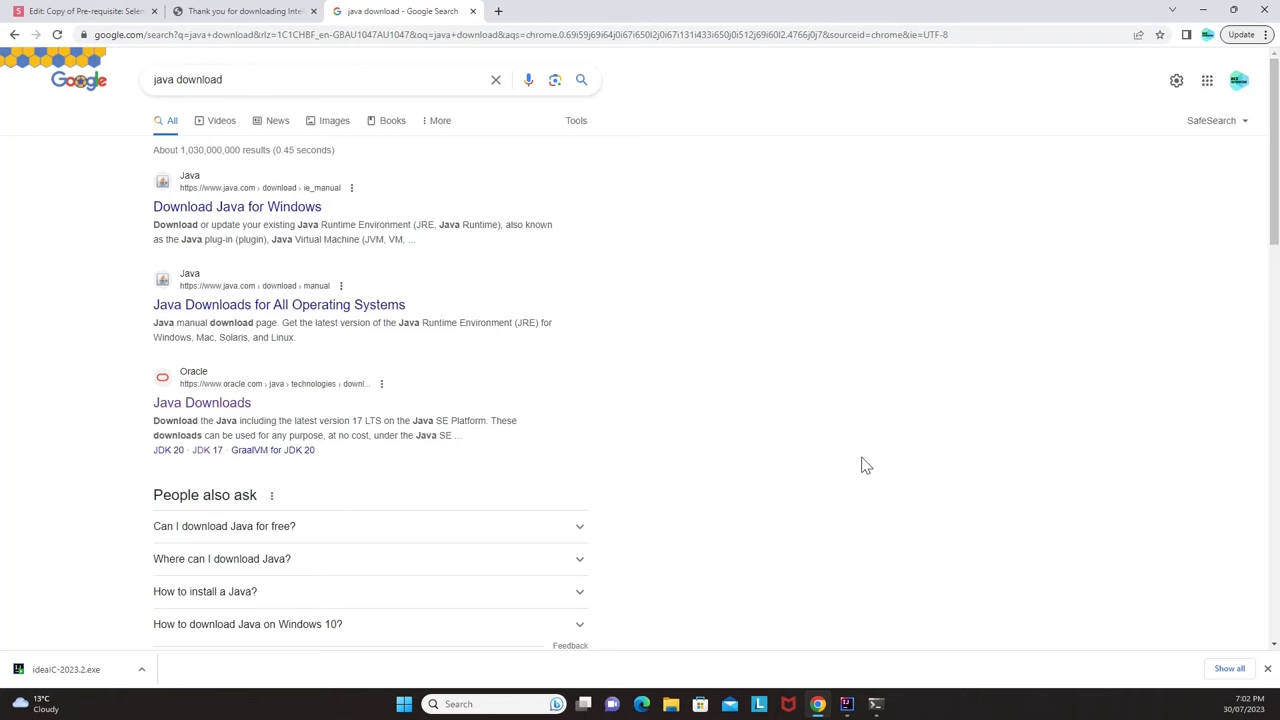 Edit: Copy of Pre-requisite: Selen
Thank you for downloading Intel
java download - Google Search
google.com/search?q=java+download&rlz=1C1CHBF_en-GBAU1047AU1047&oq=java+download&aqs=chrome.0.69i59j69i64j0i67i650l2j0i67i131i433i650j0i512j69i60l2.4766j0j7&sourceid=chrome&ie=UTF-8
Update
Google
java download
All
Videos
News
Images
Books
More
Tools
SafeSearch
About 1,030,000,000 results (0.45 seconds)
Java
https://www.java.com › download › ie_manual
Download Java for Windows
Download or update your existing Java Runtime Environment (JRE, Java Runtime), also known
as the Java plug-in (plugin), Java Virtual Machine (JVM, VM, ...
Java
https://www.java.com › download › manual
Java Downloads for All Operating Systems
Java manual download page. Get the latest version of the Java Runtime Environment (JRE) for
Windows, Mac, Solaris, and Linux.
Oracle
https://www.oracle.com › java › technologies › downl...
Java Downloads
Download the Java including the latest version 17 LTS on the Java SE Platform. These
downloads can be used for any purpose, at no cost, under the Java SE ...
JDK 20 · JDK 17 · GraalVM for JDK 20
People also ask
Can I download Java for free?
Where can I download Java?
How to install a Java?
How to download Java on Windows 10?
Feedback
ideaIC-2023.2.exe
Show all
13°C
Cloudy
Search
7:02 PM
30/07/2023